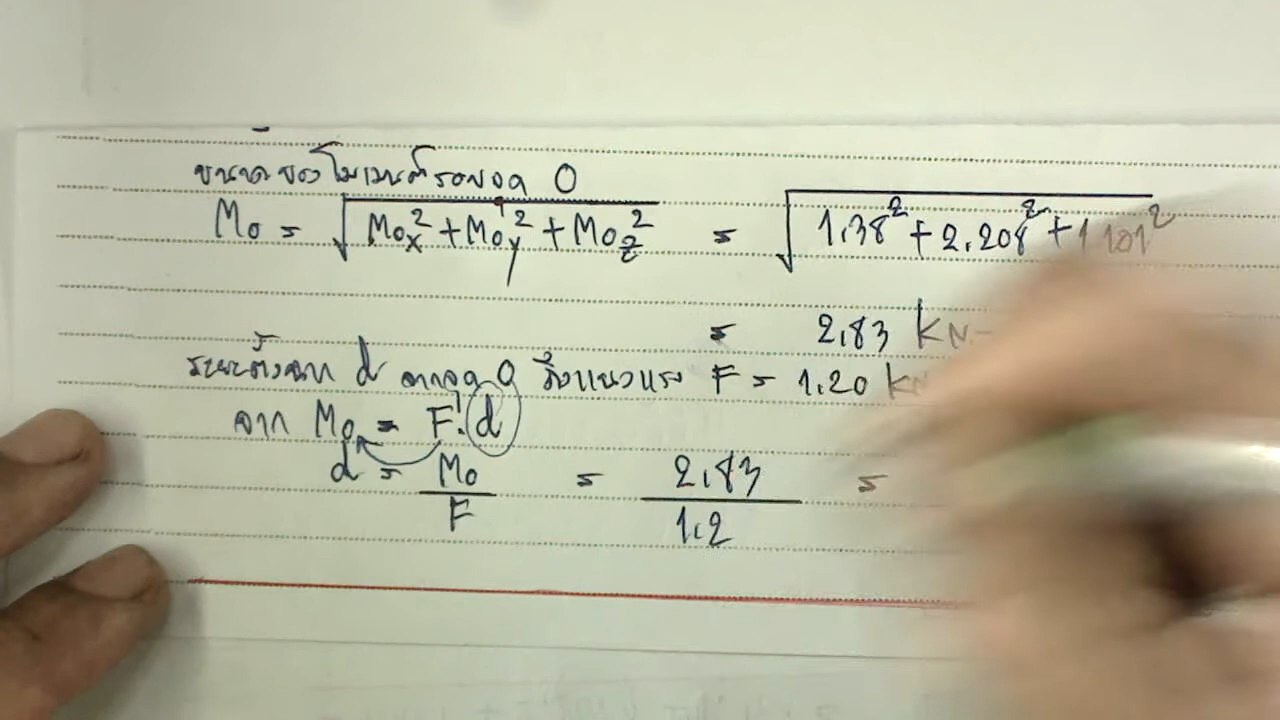 ขนาดของโมเมนต์รอบจุด O
Mo = √(Mox² + Moy² + Moz²) = √(1.38² + 2.208² + 1.101²)
= 2.83 kN-
ระยะตั้งฉาก d จากจุด O ถึงแนวแรง F = 1.20 kN
จาก Mo = F.d
d = Mo/F = 2.83/1.2 =